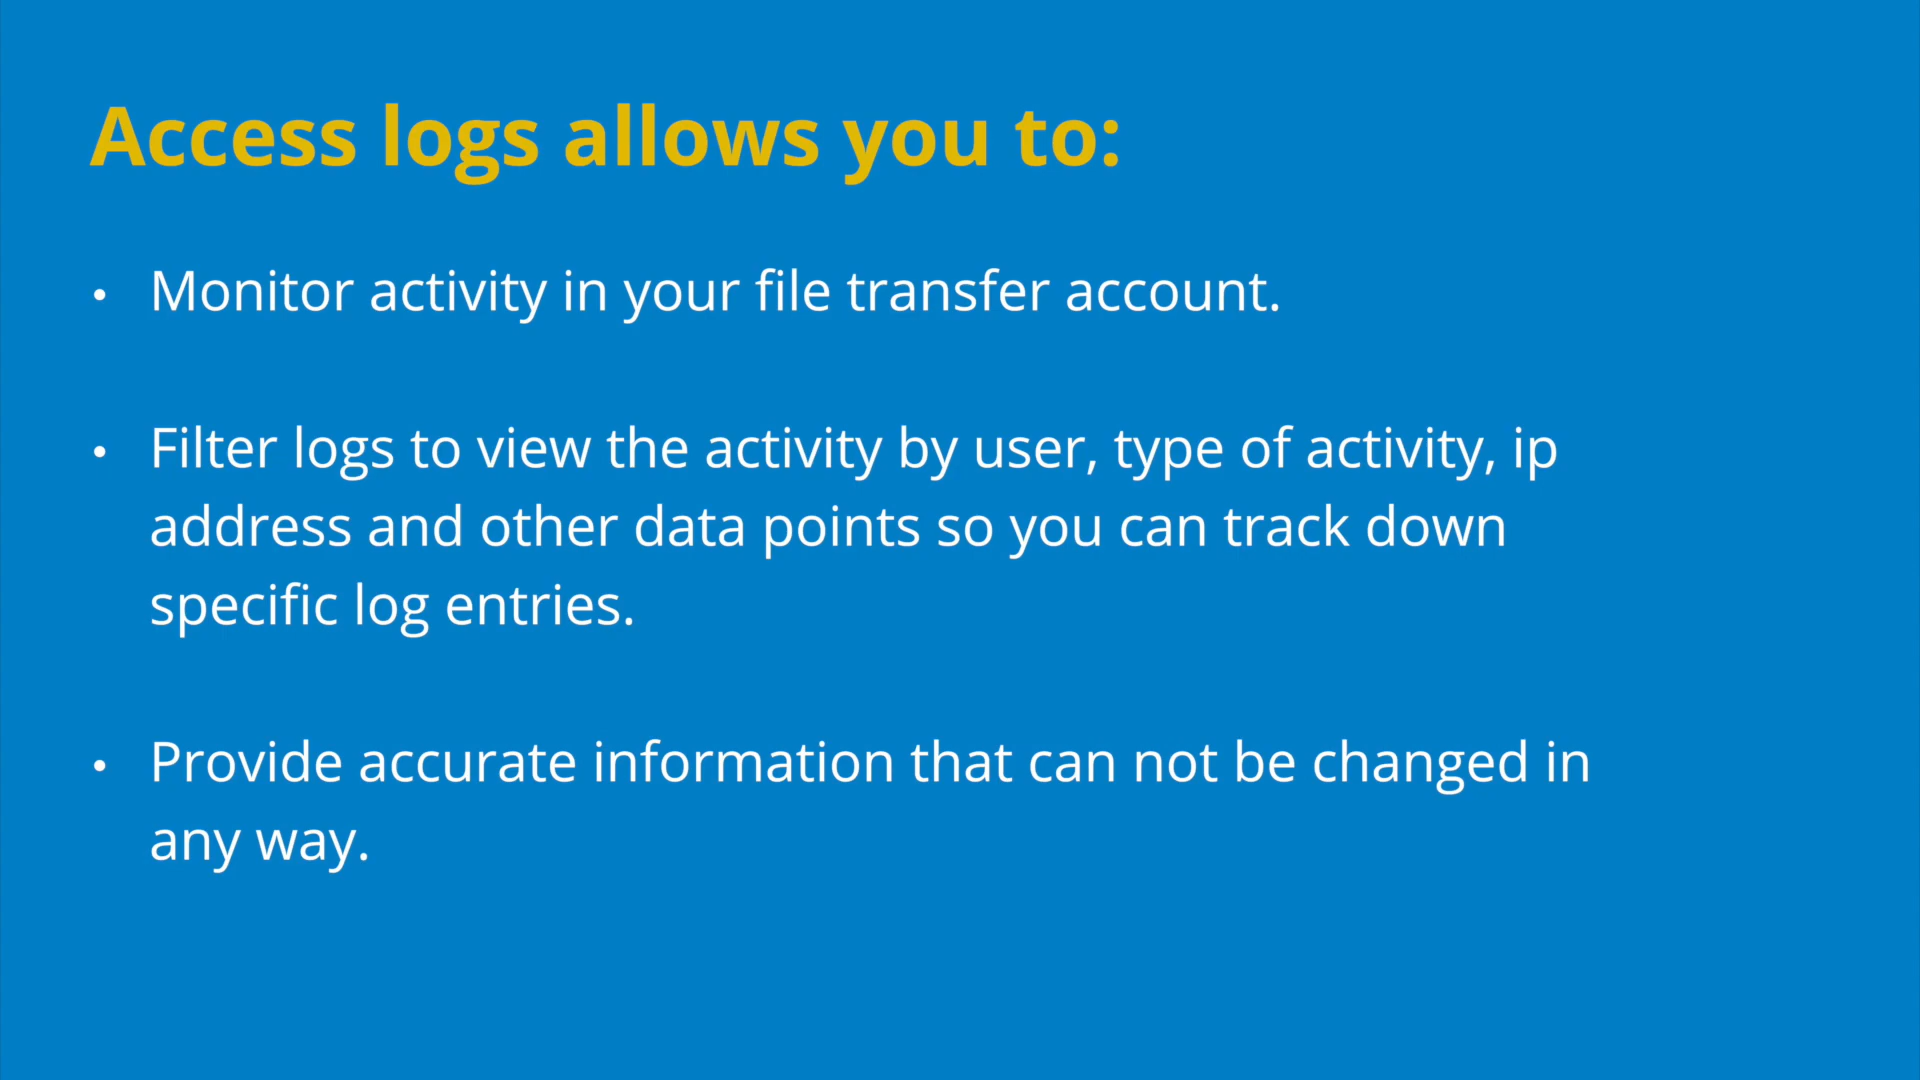 Access logs allows you to:
• Monitor activity in your file transfer account.
• Filter logs to view the activity by user, type of activity, ip
address and other data points so you can track down
specific log entries.
• Provide accurate information that can not be changed in
any way.